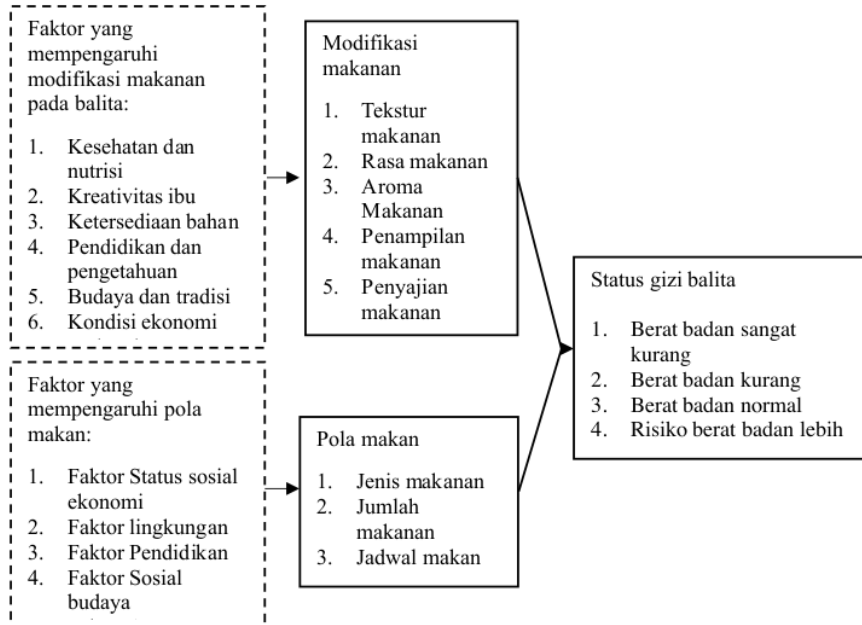 Faktor yang
mempengaruhi
modifikasi makanan
pada balita:
1. Kesehatan dan
nutrisi
2. Kreativitas ibu
3. Ketersediaan bahan
4. Pendidikan dan
pengetahuan
5. Budaya dan tradisi
6. Kondisi ekonomi
Modifikasi
makanan
1. Tekstur
makanan
2. Rasa makanan
3. Aroma
Makanan
4. Penampilan
makanan
5. Penyajian
makanan
Faktor yang
mempengaruhi pola
makan:
1. Faktor Status sosial
ekonomi
2. Faktor lingkungan
3. Faktor Pendidikan
4. Faktor Sosial
budaya
Pola makan
1. Jenis makanan
2. Jumlah
makanan
3. Jadwal makan
Status gizi balita
1. Berat badan sangat
kurang
2. Berat badan kurang
3. Berat badan normal
4. Risiko berat badan lebih